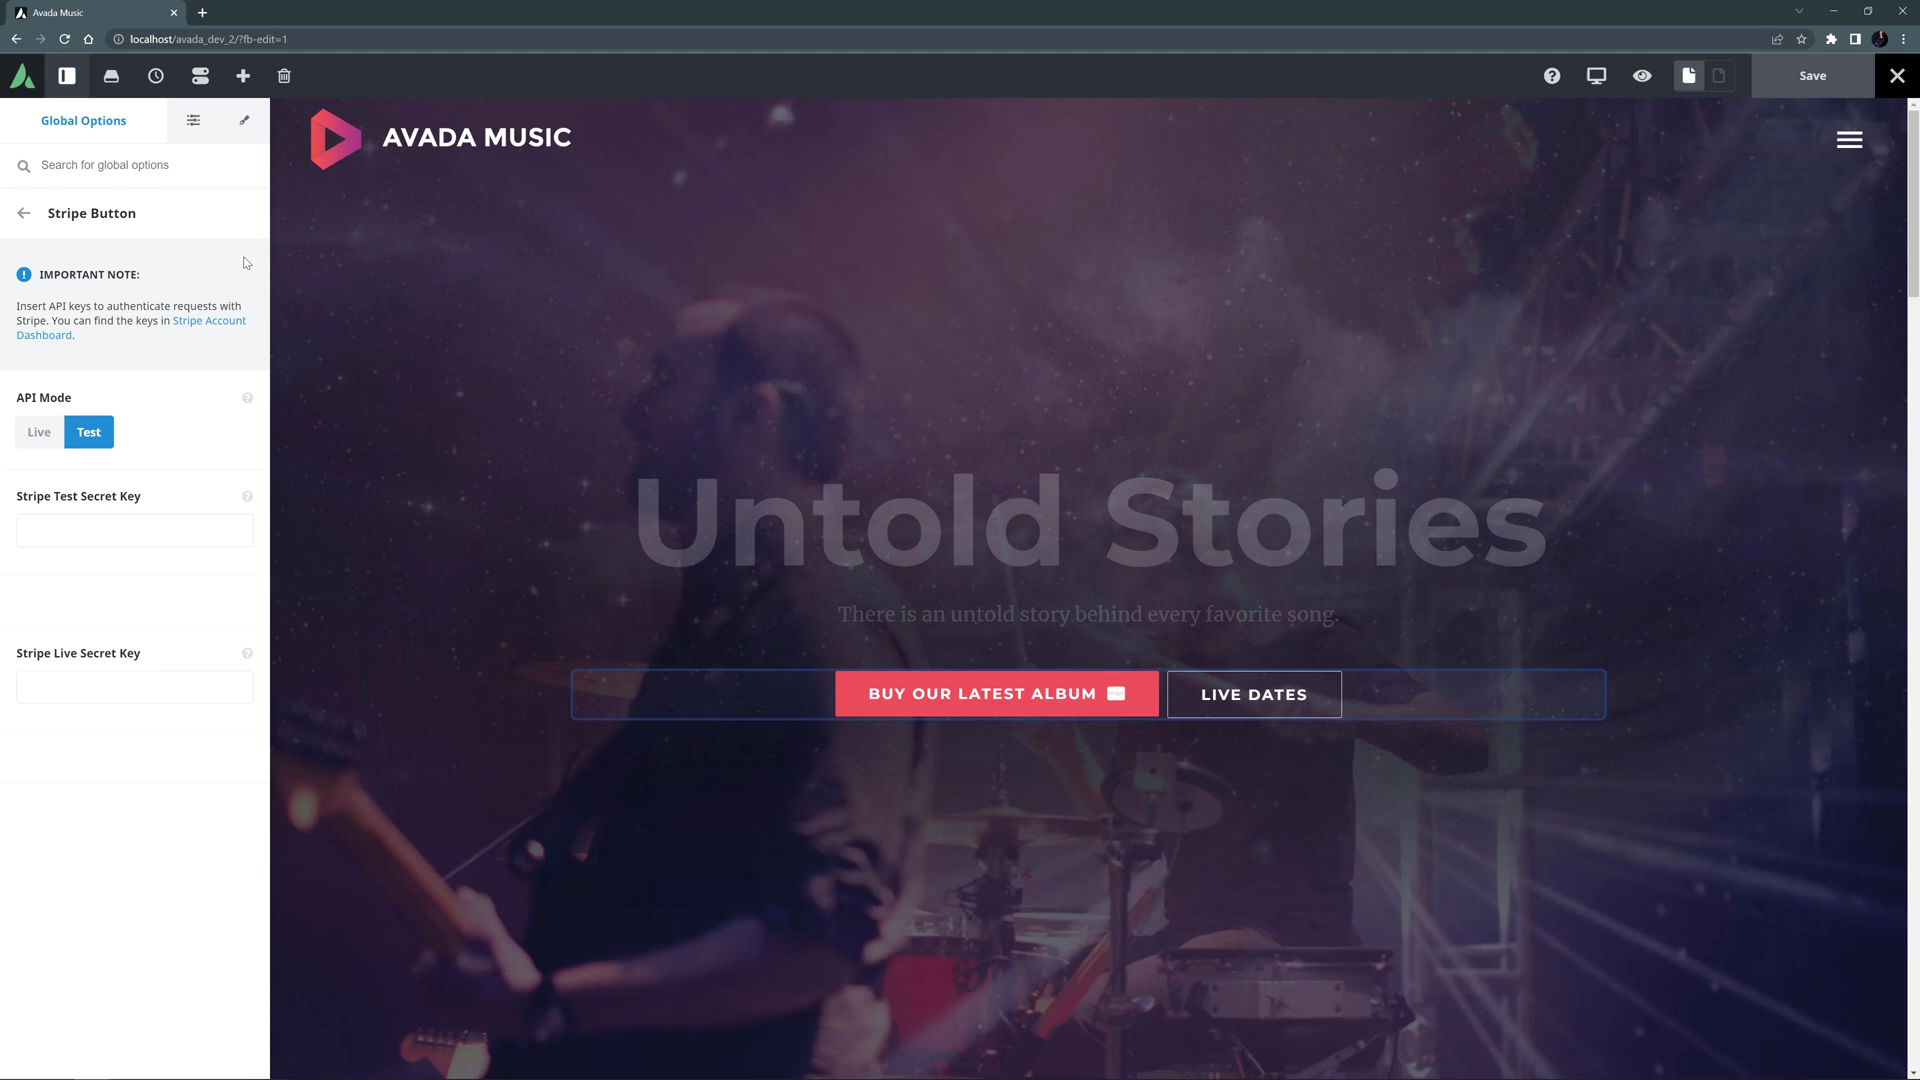 Avada Music
localhost/avada_dev_2/?fb-edit=1
Save
Global Options
Search for global options
Stripe Button
IMPORTANT NOTE:
Insert API keys to authenticate requests with
Stripe. You can find the keys in Stripe Account
Dashboard.
API Mode
Live Test
Stripe Test Secret Key
Stripe Live Secret Key
AVADA MUSIC
Untold Stories
There is an untold story behind every favorite song.
BUY OUR LATEST ALBUM
LIVE DATES